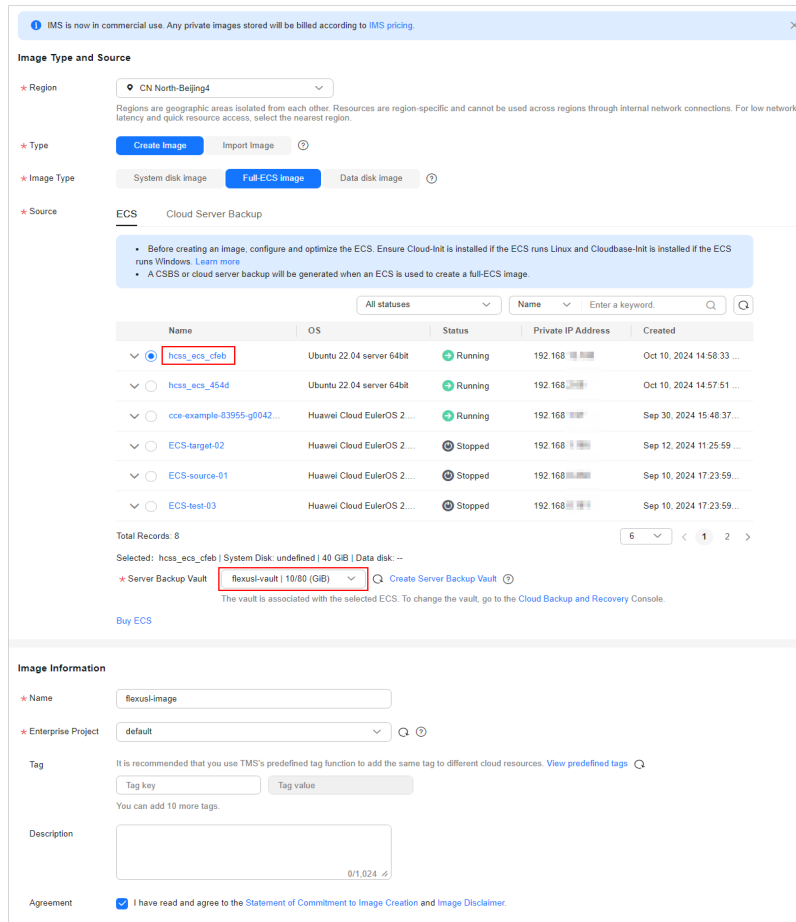 IMS is now in commercial use. Any private images stored will be billed according to IMS pricing.
Image Type and Source
* Region
CN North-Beijing4
Regions are geographic areas isolated from each other. Resources are region-specific and cannot be used across regions through internal network connections. For low network
latency and quick resource access, select the nearest region.
* Type
Create Image
Import Image
* Image Type
System disk image
Full-ECS image
Data disk image
* Source
ECS
Cloud Server Backup
• Before creating an image, configure and optimize the ECS. Ensure Cloud-Init is installed if the ECS runs Linux and Cloudbase-Init is installed if the ECS
runs Windows. Learn more
• A CSBS or cloud server backup will be generated when an ECS is used to create a full-ECS image.
All statuses
Name
Enter a keyword.
Name OS Status Private IP Address Created
hcss_ecs_cfeb Ubuntu 22.04 server 64bit Running 192.168 Oct 10, 2024 14:58:33 ...
hcss_ecs_454d Ubuntu 22.04 server 64bit Running 192.168 Oct 10, 2024 14:57:51 ...
cce-example-83955-g0042... Huawei Cloud EulerOS 2.... Running 192.168 Sep 30, 2024 15:48:37...
ECS-target-02 Huawei Cloud EulerOS 2.... Stopped 192.168 Sep 12, 2024 11:25:59 ...
ECS-source-01 Huawei Cloud EulerOS 2.... Stopped 192.168 Sep 10, 2024 17:23:59...
ECS-test-03 Huawei Cloud EulerOS 2.... Stopped 192.168 Sep 10, 2024 17:23:59...
Total Records: 8
6 < 1 2 >
Selected: hcss_ecs_cfeb | System Disk: undefined | 40 GiB | Data disk: --
* Server Backup Vault
flexusl-vault | 10/80 (GiB)
Create Server Backup Vault
The vault is associated with the selected ECS. To change the vault, go to the Cloud Backup and Recovery Console.
Buy ECS
Image Information
* Name
flexusl-image
* Enterprise Project
default
Tag
It is recommended that you use TMS's predefined tag function to add the same tag to different cloud resources. View predefined tags
Tag key
Tag value
You can add 10 more tags.
Description
0/1,024
Agreement
I have read and agree to the Statement of Commitment to Image Creation and Image Disclaimer.